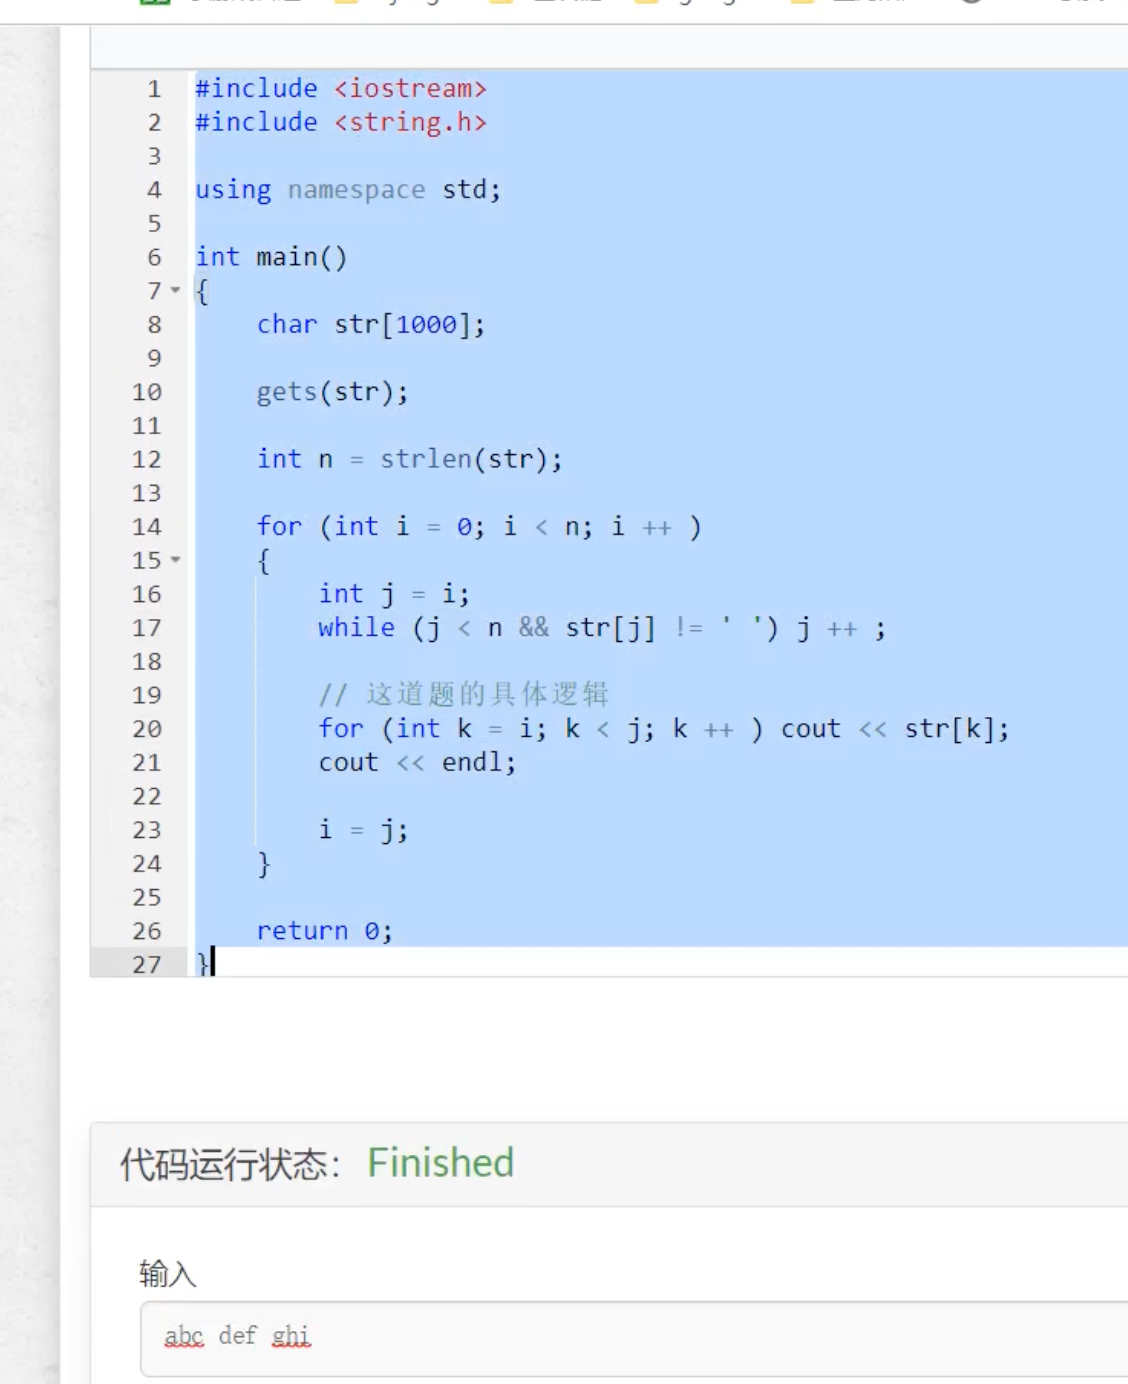 1 #include <iostream>
2 #include <string.h>
3
4 using namespace std;
5
6 int main()
7 {
8 char str[1000];
9
10 gets(str);
11
12 int n = strlen(str);
13
14 for (int i = 0; i < n; i ++ )
15 {
16 int j = i;
17 while (j < n && str[j] != ' ') j ++ ;
18
19 // 这道题的具体逻辑
20 for (int k = i; k < j; k ++ ) cout << str[k];
21 cout << endl;
22
23 i = j;
24 }
25
26 return 0;
27 }
代码运行状态: Finished
输入
abc def ghi